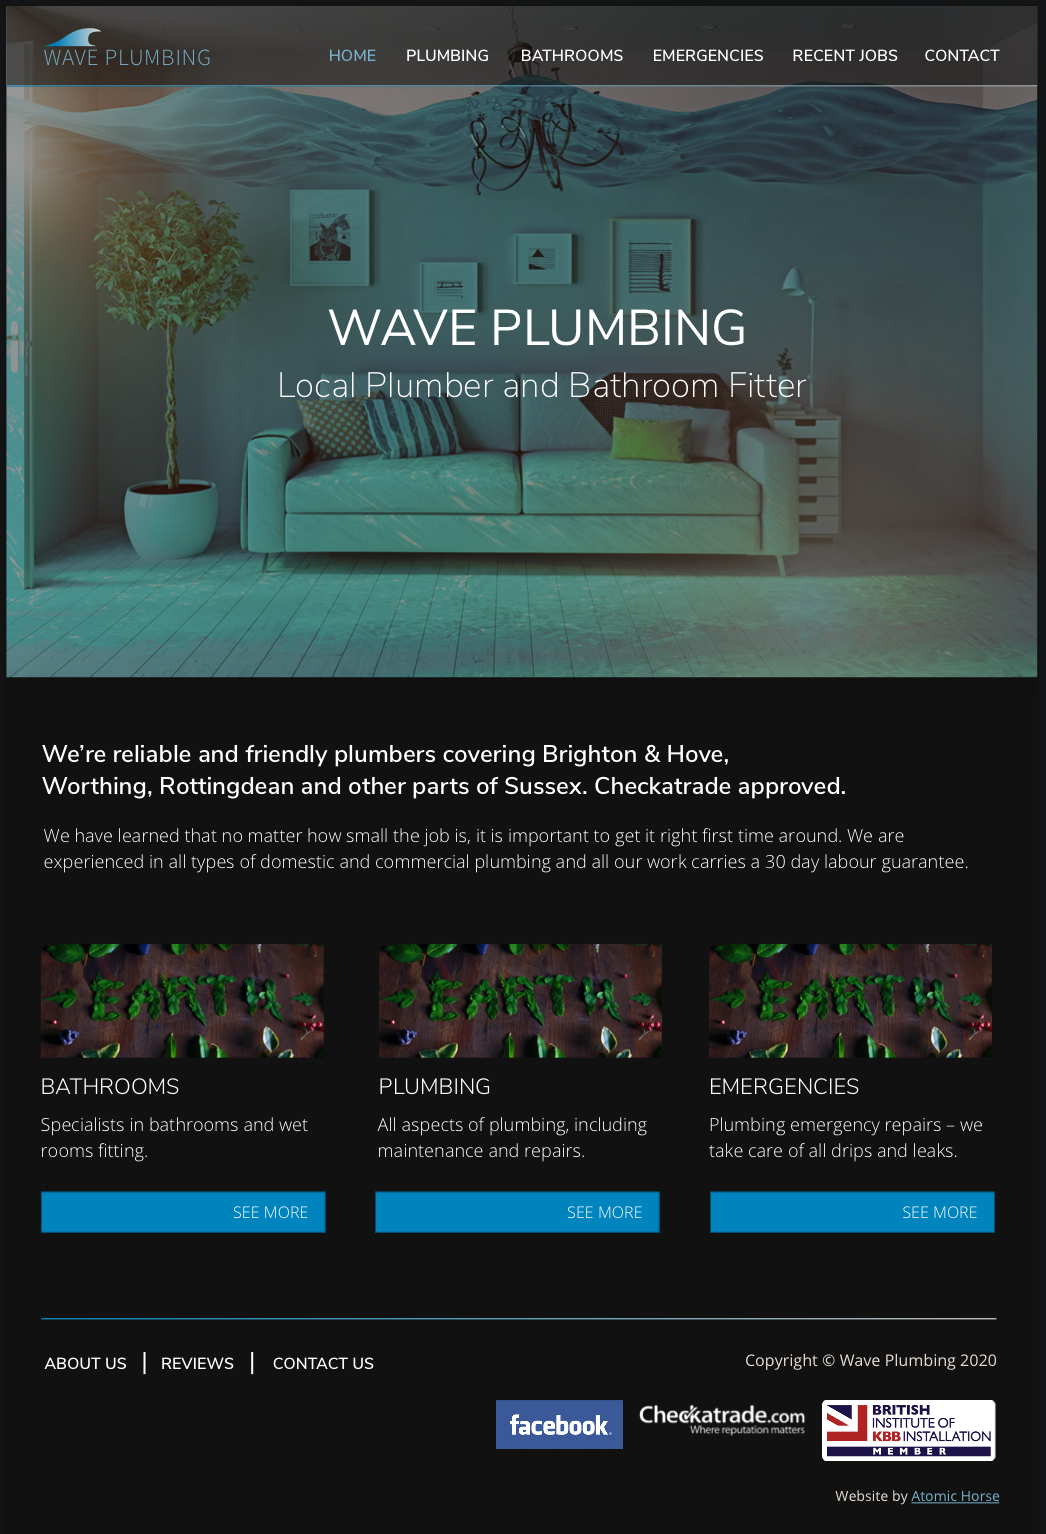 WAVE PLUMBING
HOME PLUMBING BATHROOMS EMERGENCIES RECENT JOBS CONTACT
WAVE PLUMBING
Local Plumber and Bathroom Fitter
We’re reliable and friendly plumbers covering Brighton & Hove,
Worthing, Rottingdean and other parts of Sussex. Checkatrade approved.
We have learned that no matter how small the job is, it is important to get it right first time around. We are
experienced in all types of domestic and commercial plumbing and all our work carries a 30 day labour guarantee.
EARTH
EARTH
EARTH
BATHROOMS
Specialists in bathrooms and wet
rooms fitting.
SEE MORE
PLUMBING
All aspects of plumbing, including
maintenance and repairs.
SEE MORE
EMERGENCIES
Plumbing emergency repairs – we
take care of all drips and leaks.
SEE MORE
ABOUT US | REVIEWS | CONTACT US
Copyright © Wave Plumbing 2020
facebook.
Checkatrade.com
Where reputation matters
BRITISH
INSTITUTE OF
KBB INSTALLATION
MEMBER
Website by Atomic Horse